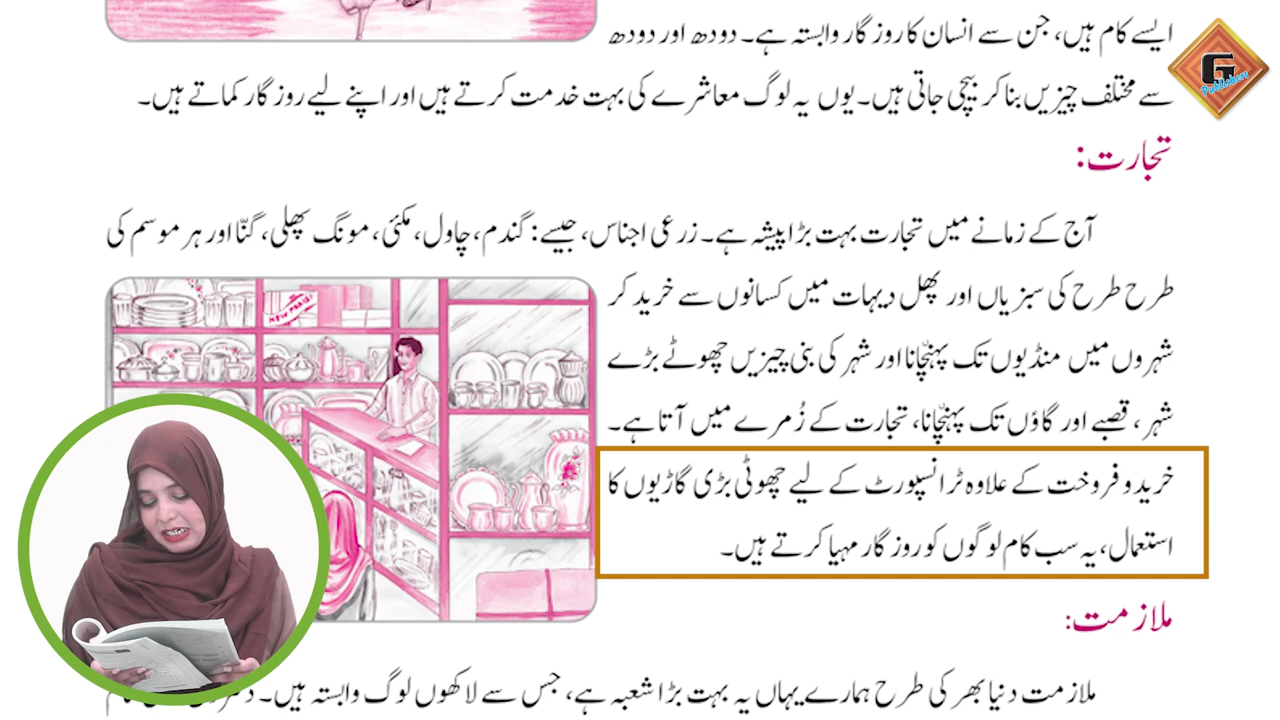 ایسے کام ہیں، جن سے انسان کا روزگار وابستہ ہے۔ دودھ اور دودھ
سے مختلف چیزیں بنا کر بیچی جاتی ہیں۔ یوں یہ لوگ معاشرے کی بہت خدمت کرتے ہیں اور اپنے لیے روزگار کماتے ہیں۔
G
Publishers
تجارت:
آج کے زمانے میں تجارت بہت بڑا پیشہ ہے۔ زرعی اجناس، جیسے: گندم، چاول، مکئی، مونگ پھلی، گنّا اور ہر موسم کی
طرح طرح کی سبزیاں اور پھل دیہات میں کسانوں سے خرید کر
شہروں میں منڈیوں تک پہنچانا اور شہر کی بنی چیزیں چھوٹے بڑے
شہر، قصبے اور گاؤں تک پہنچانا، تجارت کے زُمرے میں آتا ہے۔
خرید و فروخت کے علاوہ ٹرانسپورٹ کے لیے چھوٹی بڑی گاڑیوں کا
استعمال، یہ سب کام لوگوں کو روزگار مہیا کرتے ہیں۔
ملازمت:
ملازمت دنیا بھر کی طرح ہمارے یہاں یہ بہت بڑا شعبہ ہے، جس سے لاکھوں لوگ وابستہ ہیں۔